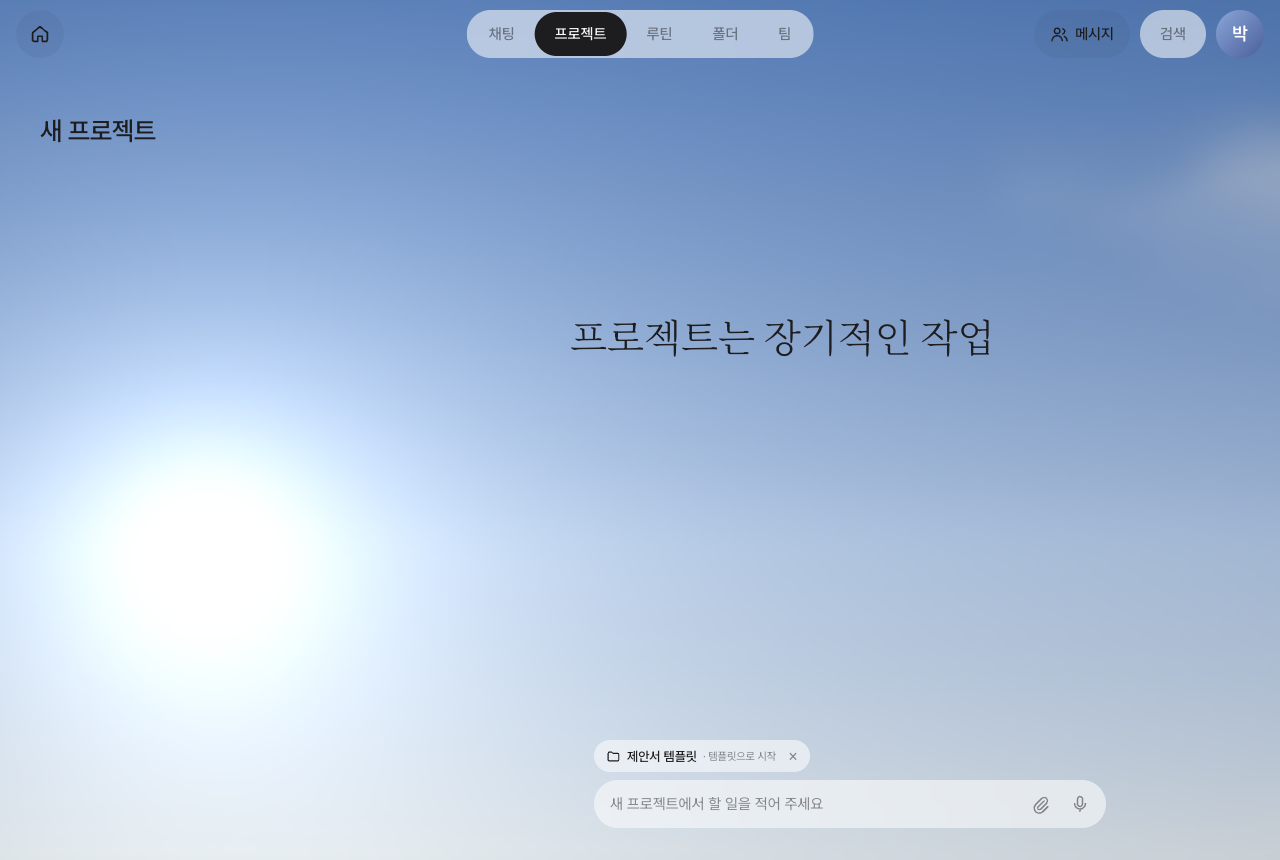 채팅
프로젝트
루틴
폴더
팀
메시지
검색
박
새 프로젝트
프로젝트는 장기적인 작업
제안서 템플릿 · 템플릿으로 시작
새 프로젝트에서 할 일을 적어 주세요